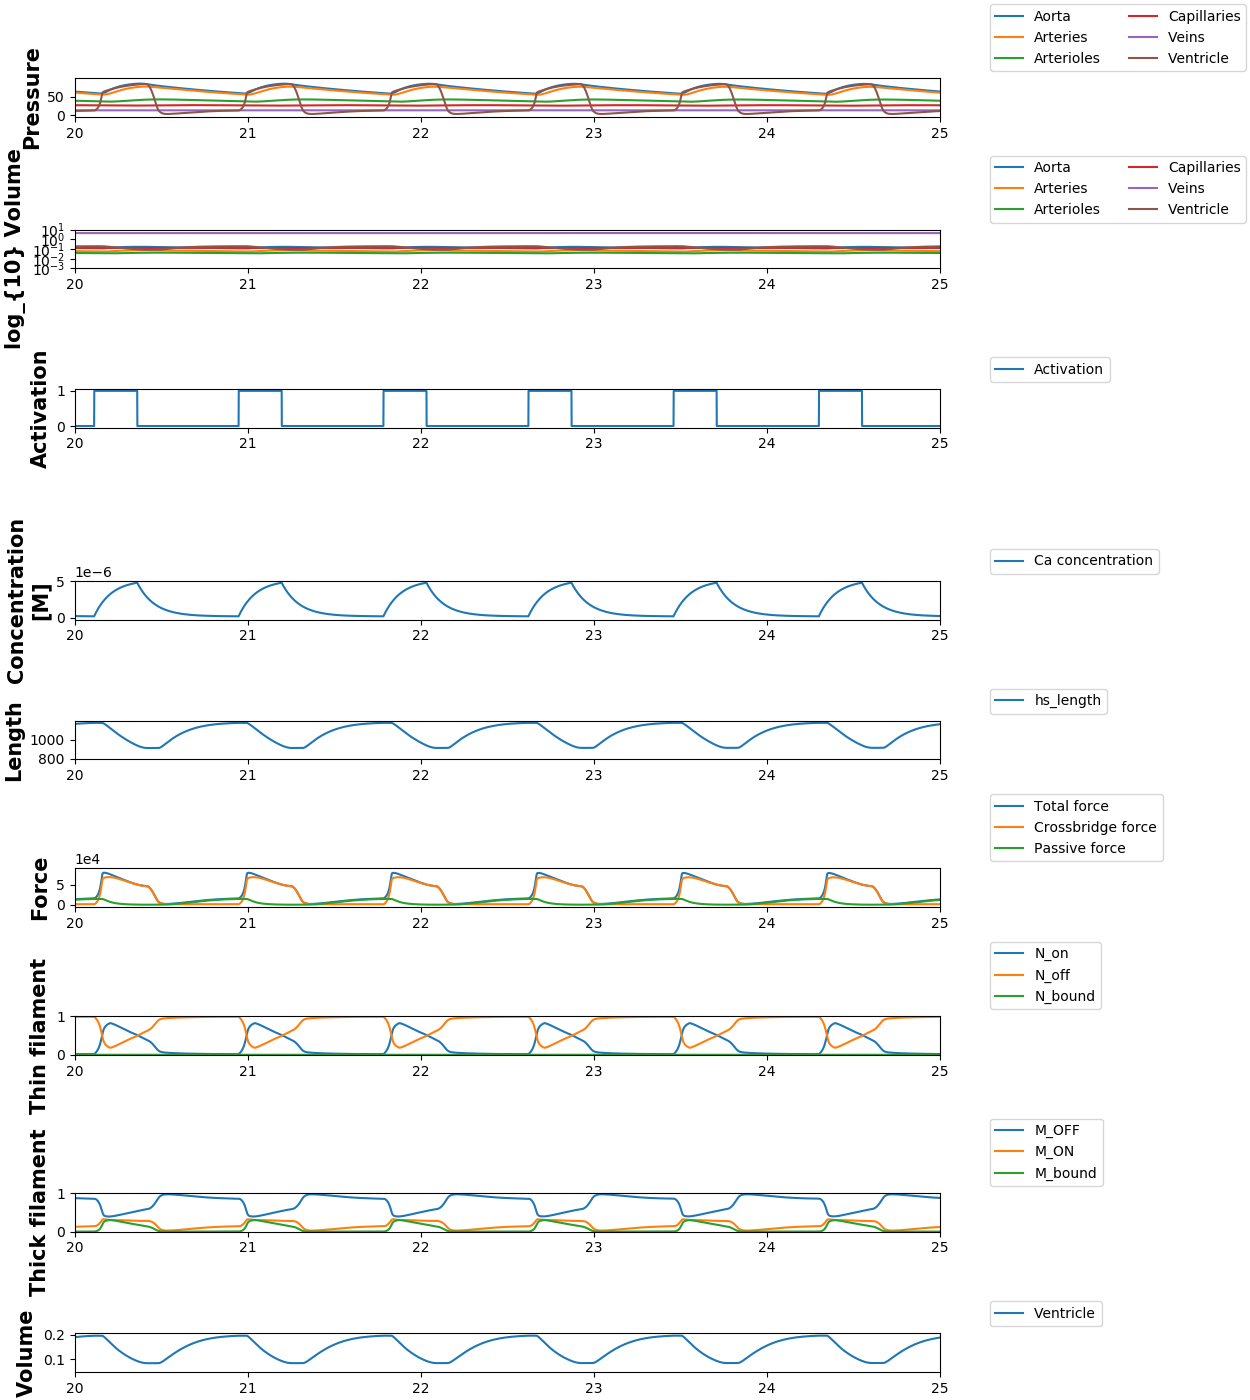 Aorta
Arteries
Arterioles
Capillaries
Veins
Ventricle
Pressure
50
0
20 21 22 23 24 25
Aorta
Arteries
Arterioles
Capillaries
Veins
Ventricle
log_{10} Volume
10^1
10^0
10^−1
10^−2
10^−3
20 21 22 23 24 25
Activation
Activation
1
0
20 21 22 23 24 25
Ca concentration
Concentration
[M]
1e−6
5
0
20 21 22 23 24 25
hs_length
Length
1000
800
20 21 22 23 24 25
Total force
Crossbridge force
Passive force
Force
1e4
5
0
20 21 22 23 24 25
N_on
N_off
N_bound
Thin filament
1
0
20 21 22 23 24 25
M_OFF
M_ON
M_bound
Thick filament
1
0
20 21 22 23 24 25
Ventricle
Volume
0.2
0.1
20 21 22 23 24 25